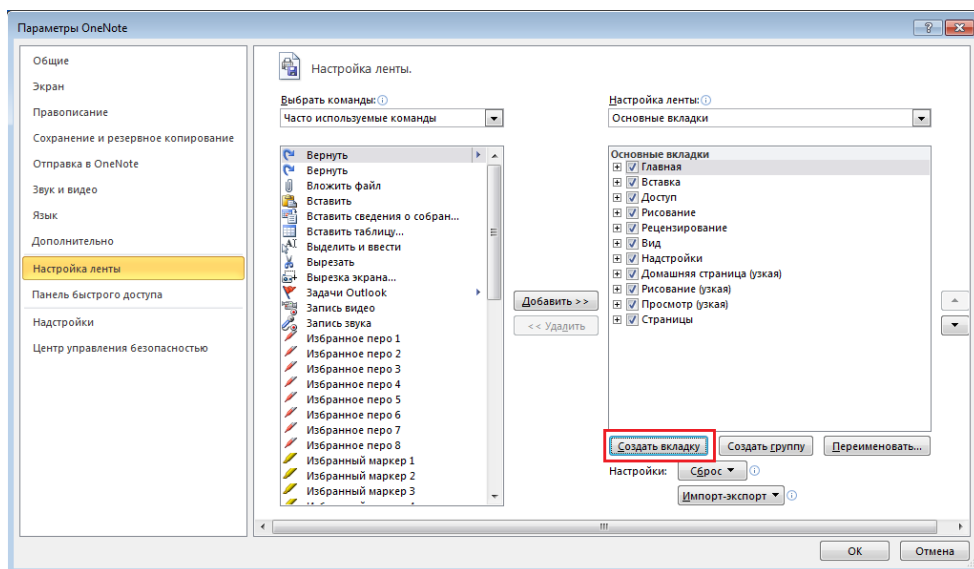 Параметры OneNote
Общие
Экран
Правописание
Сохранение и резервное копирование
Отправка в OneNote
Звук и видео
Язык
Дополнительно
Настройка ленты
Панель быстрого доступа
Надстройки
Центр управления безопасностью
Настройка ленты.
Выбрать команды:
Часто используемые команды
Вернуть
Вернуть
Вложить файл
Вставить
Вставить сведения о собран...
Вставить таблицу...
Выделить и ввести
Вырезать
Вырезка экрана...
Задачи Outlook
Запись видео
Запись звука
Избранное перо 1
Избранное перо 2
Избранное перо 3
Избранное перо 4
Избранное перо 5
Избранное перо 6
Избранное перо 7
Избранное перо 8
Избранный маркер 1
Избранный маркер 2
Избранный маркер 3
Добавить >>
<< Удалить
Настройка ленты:
Основные вкладки
Основные вкладки
Главная
Вставка
Доступ
Рисование
Рецензирование
Вид
Надстройки
Домашняя страница (узкая)
Рисование (узкая)
Просмотр (узкая)
Страницы
Создать вкладку Создать группу Переименовать...
Настройки: Сброс
Импорт-экспорт
ОК Отмена